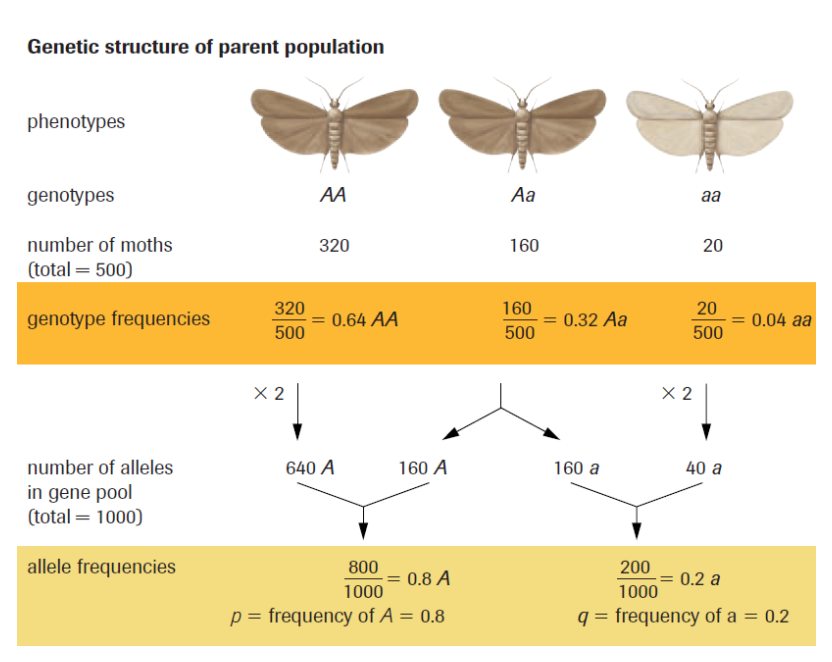 Genetic structure of parent population
phenotypes
genotypes AA Aa aa
number of moths 320 160 20
(total = 500)
genotype frequencies 320/500 = 0.64 AA 160/500 = 0.32 Aa 20/500 = 0.04 aa
× 2 × 2
number of alleles 640 A 160 A 160 a 40 a
in gene pool
(total = 1000)
allele frequencies 800/1000 = 0.8 A 200/1000 = 0.2 a
p = frequency of A = 0.8 q = frequency of a = 0.2